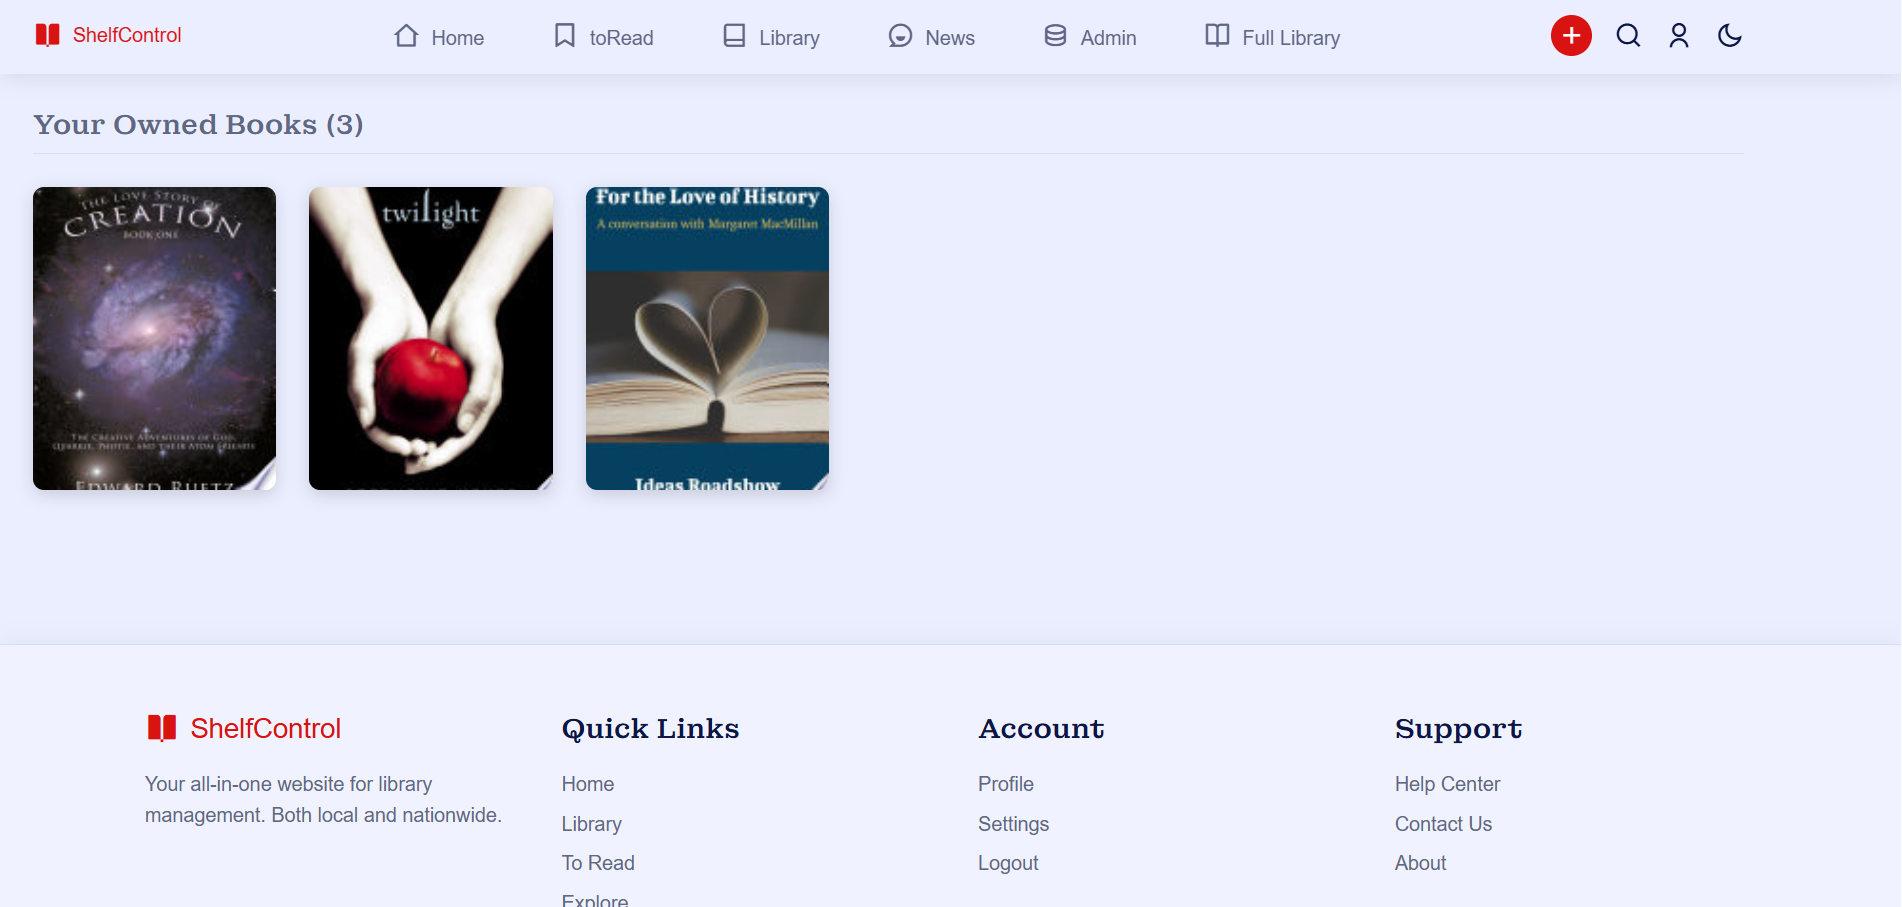 ShelfControl
Home
toRead
Library
News
Admin
Full Library
Your Owned Books (3)
THE LOVE STORY OF
CREATION
BOOK ONE
THE CREATIVE ADVENTURES OF GOD,
QUARKIE, PHOTIE, AND THEIR ATOM FRIENDS
EDWARD RUETZ
twilight
For the Love of History
A conversation with Margaret MacMillan
Ideas Roadshow
ShelfControl
Your all-in-one website for library
management. Both local and nationwide.
Quick Links
Home
Library
To Read
Explore
Account
Profile
Settings
Logout
Support
Help Center
Contact Us
About